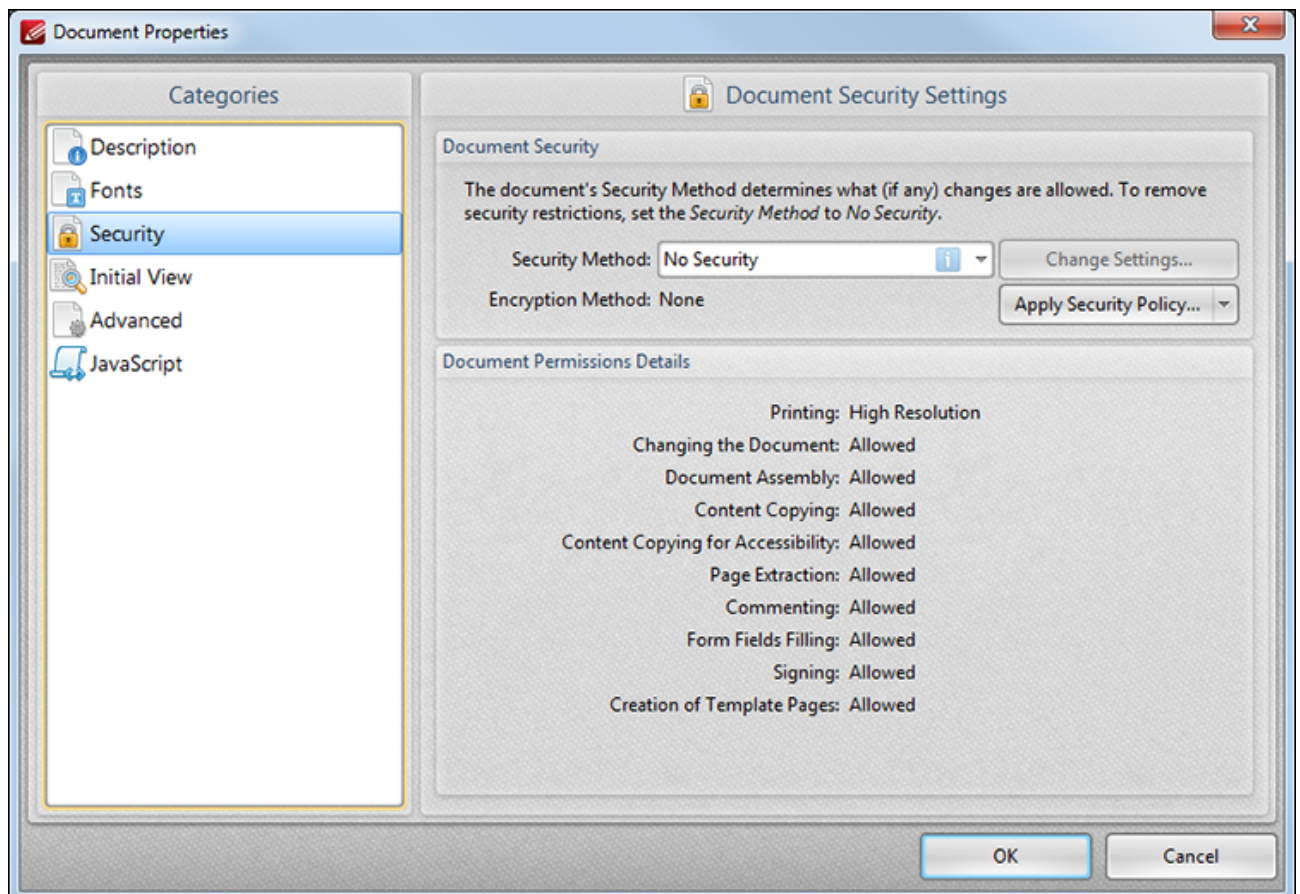 Document Properties
Categories
Description
Fonts
Security
Initial View
Advanced
JavaScript
Document Security Settings
Document Security
The document's Security Method determines what (if any) changes are allowed. To remove
security restrictions, set the Security Method to No Security.
Security Method: No Security Change Settings...
Encryption Method: None Apply Security Policy...
Document Permissions Details
Printing: High Resolution
Changing the Document: Allowed
Document Assembly: Allowed
Content Copying: Allowed
Content Copying for Accessibility: Allowed
Page Extraction: Allowed
Commenting: Allowed
Form Fields Filling: Allowed
Signing: Allowed
Creation of Template Pages: Allowed
OK Cancel